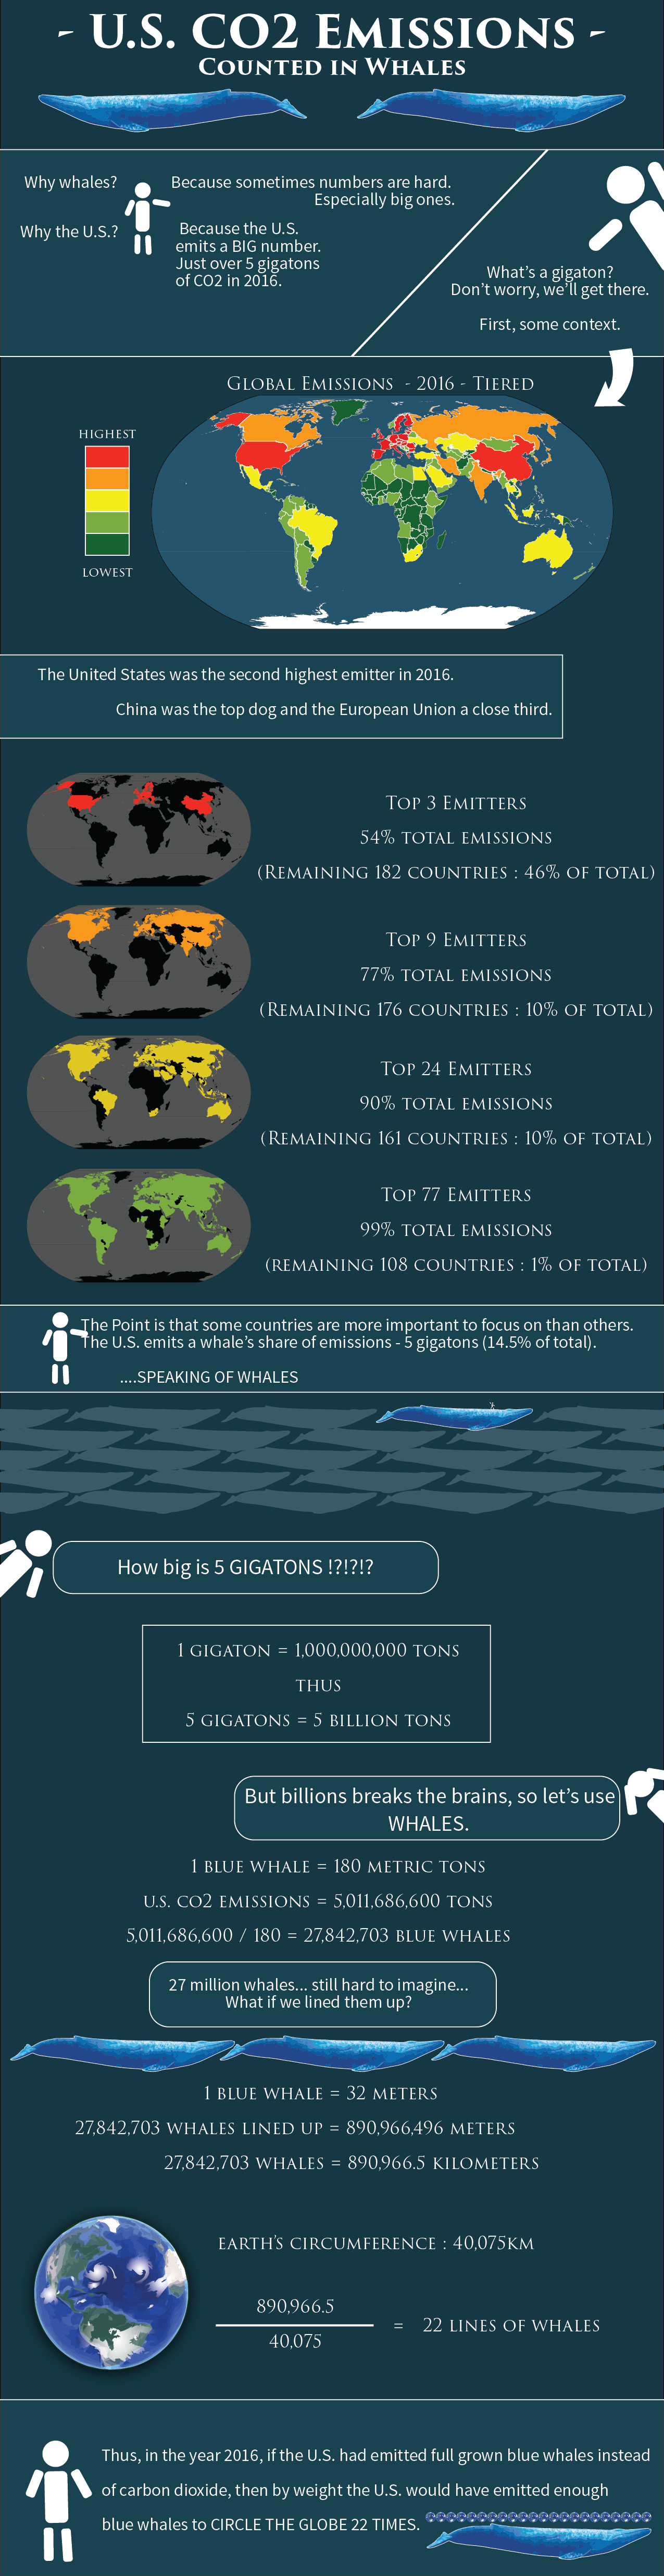 - U.S. CO2 Emissions -
Counted in Whales
Why whales?
Because sometimes numbers are hard.
Especially big ones.
Why the U.S.?
Because the U.S.
emits a BIG number.
Just over 5 gigatons
of CO2 in 2016.
What's a gigaton?
Don't worry, we'll get there.
First, some context.
Global Emissions - 2016 - Tiered
HIGHEST
LOWEST
The United States was the second highest emitter in 2016.
China was the top dog and the European Union a close third.
Top 3 Emitters
54% total emissions
(Remaining 182 countries : 46% of total)
Top 9 Emitters
77% total emissions
(Remaining 176 countries : 10% of total)
Top 24 Emitters
90% total emissions
(Remaining 161 countries : 10% of total)
Top 77 Emitters
99% total emissions
(remaining 108 countries : 1% of total)
The Point is that some countries are more important to focus on than others.
The U.S. emits a whale's share of emissions - 5 gigatons (14.5% of total).
....SPEAKING OF WHALES
How big is 5 GIGATONS !?!?!?
1 gigaton = 1,000,000,000 tons
thus
5 gigatons = 5 billion tons
But billions breaks the brains, so let's use
WHALES.
1 blue whale = 180 metric tons
u.s. co2 emissions = 5,011,686,600 tons
5,011,686,600 / 180 = 27,842,703 blue whales
27 million whales... still hard to imagine...
What if we lined them up?
1 blue whale = 32 meters
27,842,703 whales lined up = 890,966,496 meters
27,842,703 whales = 890,966.5 kilometers
earth's circumference : 40,075km
890,966.5
40,075
= 22 lines of whales
Thus, in the year 2016, if the U.S. had emitted full grown blue whales instead
of carbon dioxide, then by weight the U.S. would have emitted enough
blue whales to CIRCLE THE GLOBE 22 TIMES.